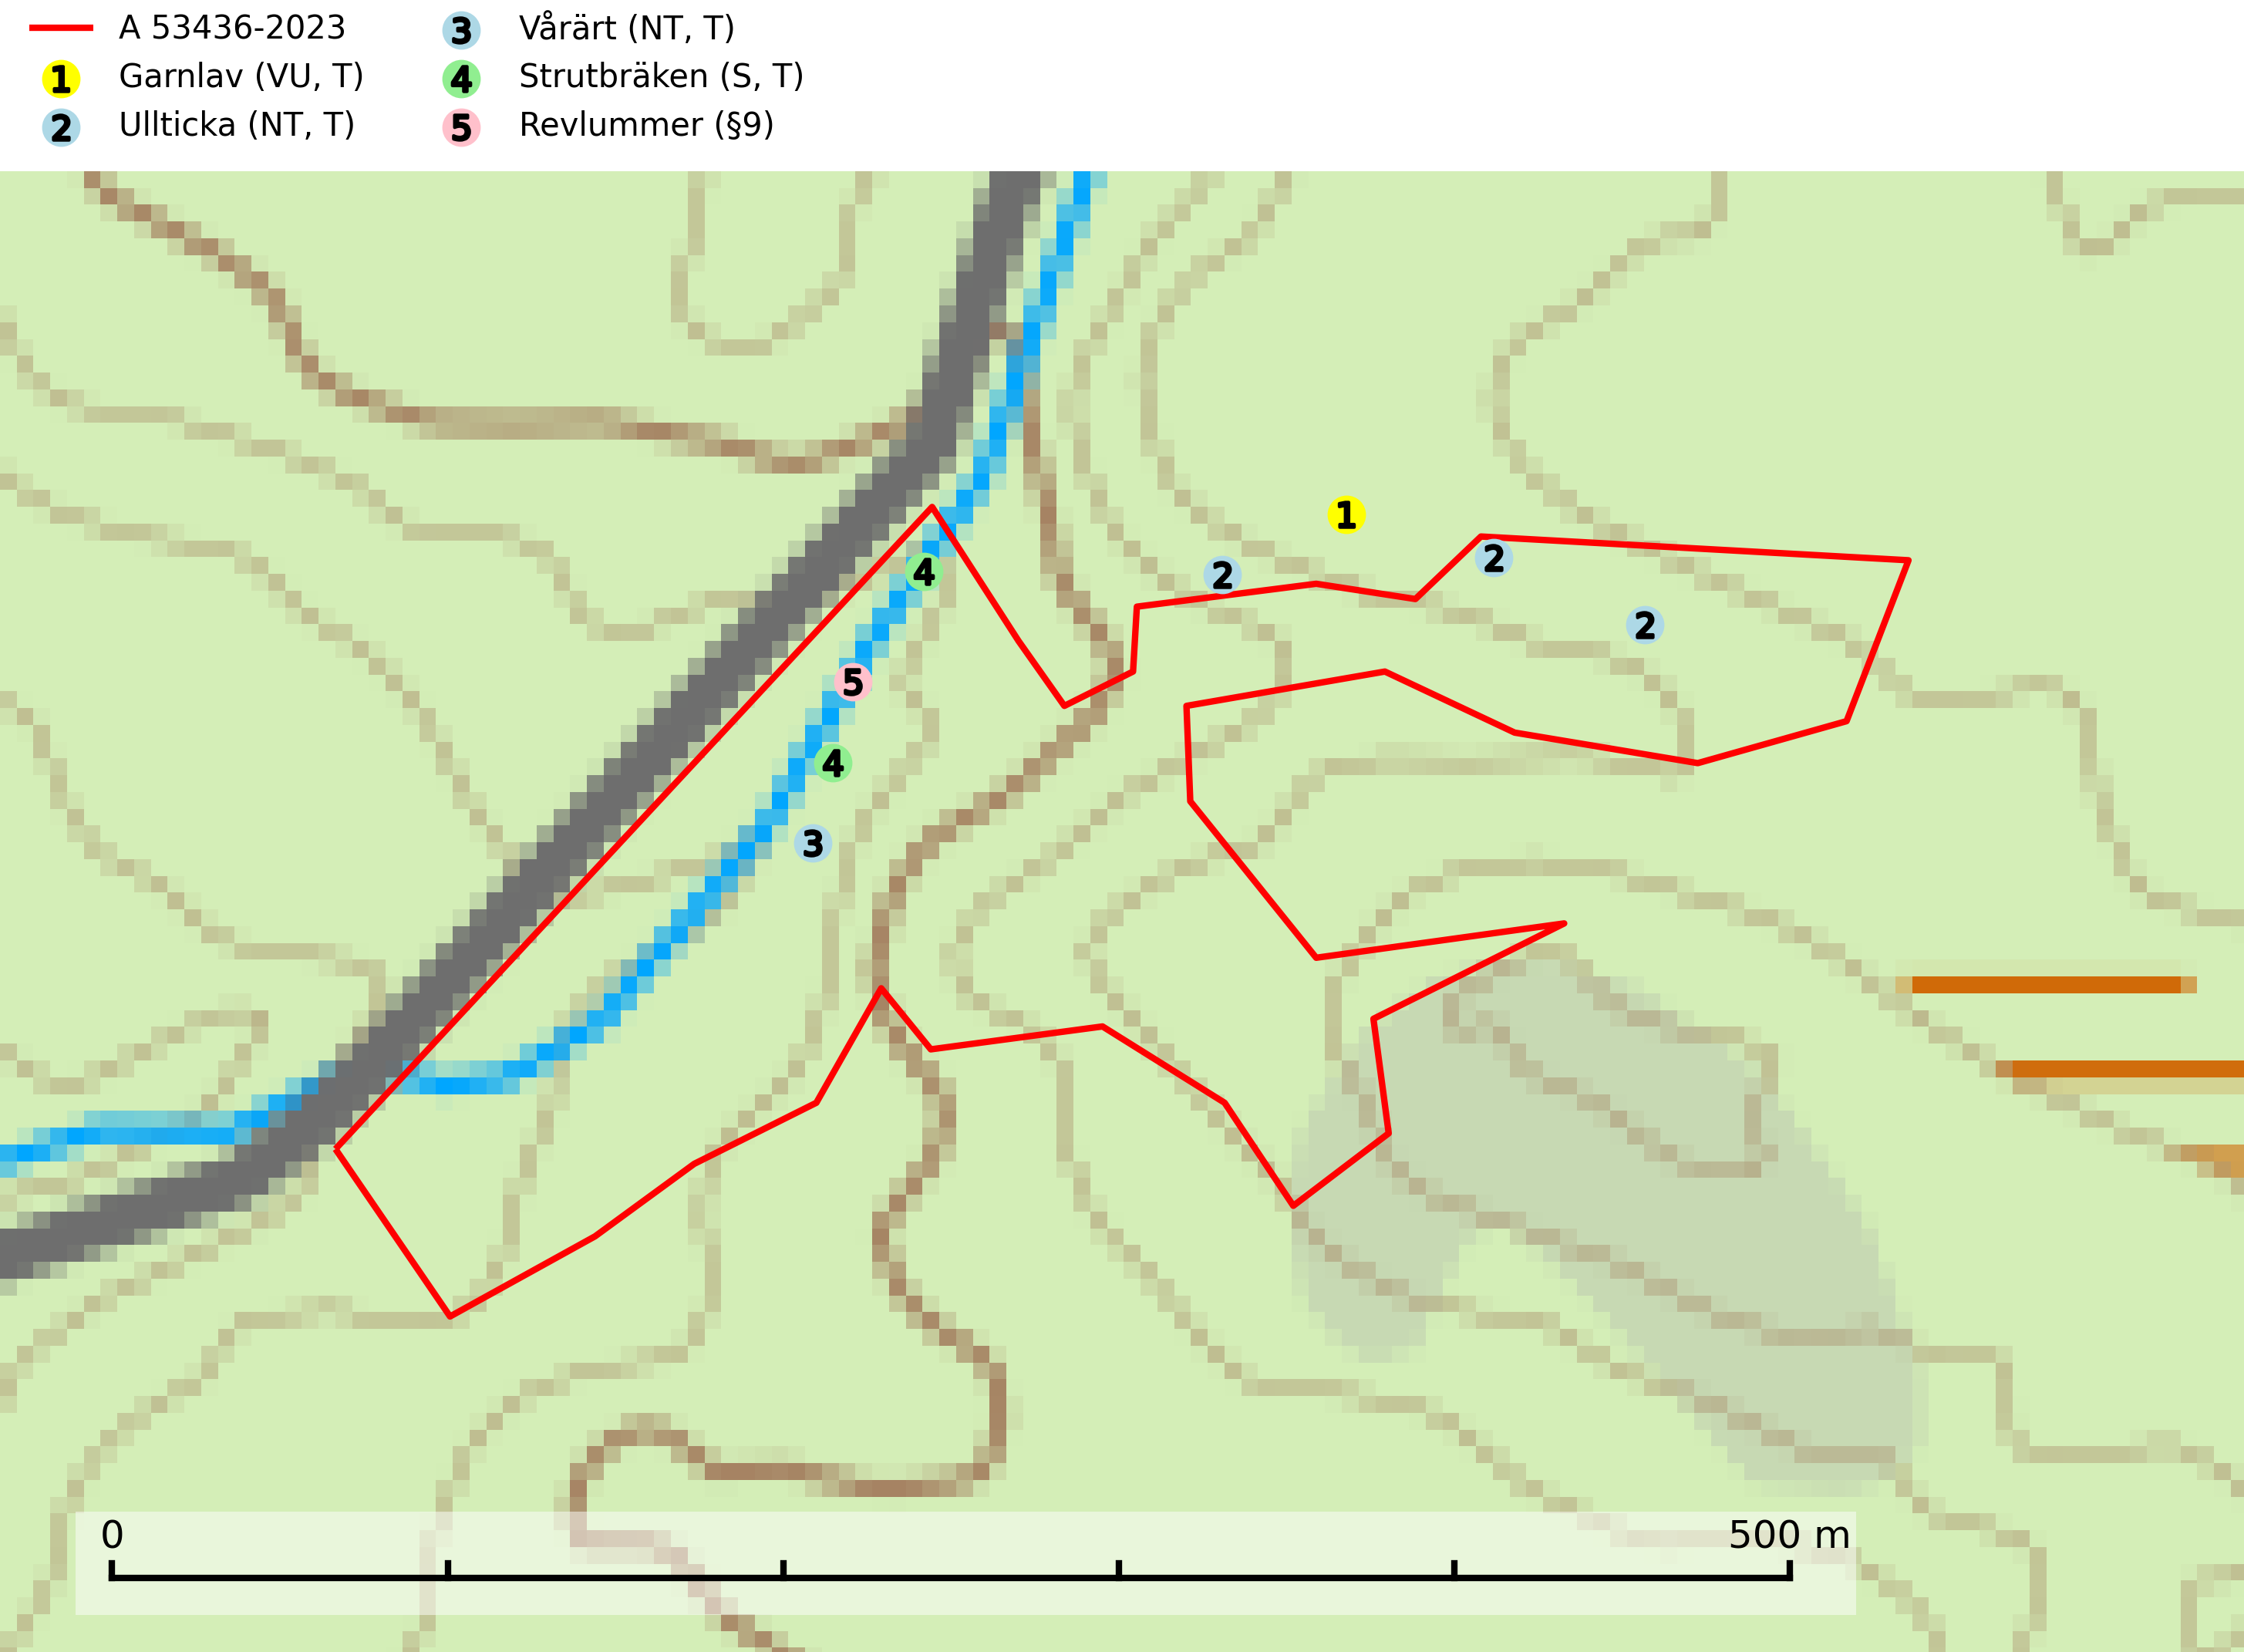 A 53436-2023
1 Garnlav (VU, T)
2 Ullticka (NT, T)
3 Vårärt (NT, T)
4 Strutbräken (S, T)
5 Revlummer (§9)
1
2
2
4
2
5
4
3
0
500 m